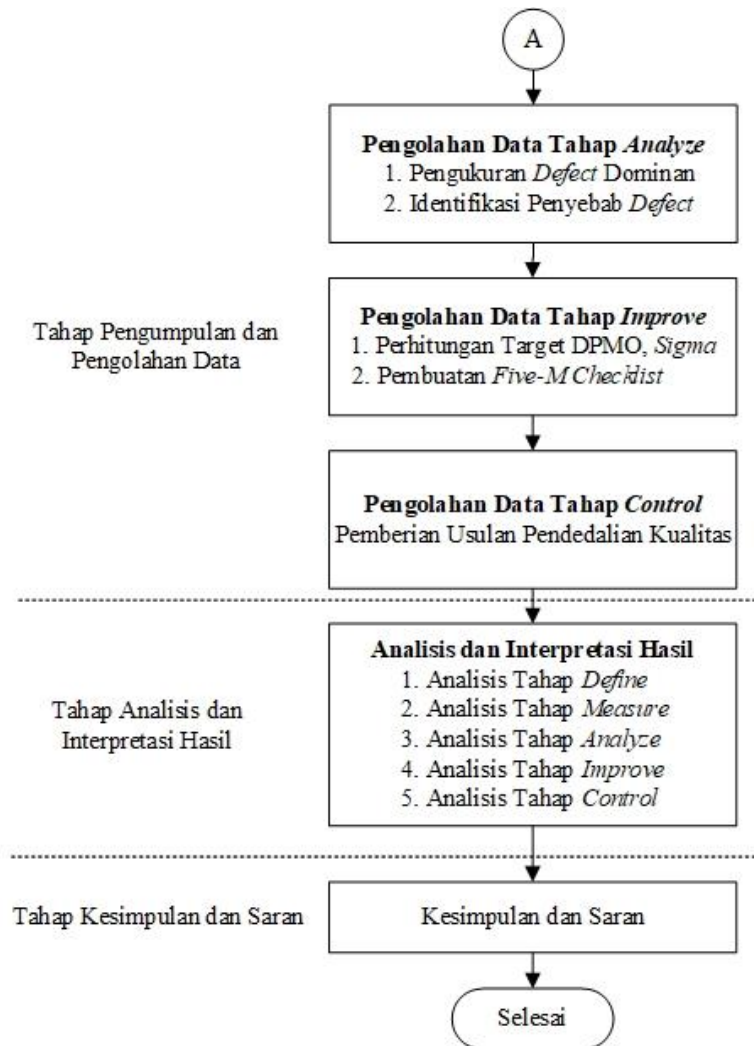 A
Pengolahan Data Tahap Analyze
1. Pengukuran Defect Dominan
2. Identifikasi Penyebab Defect
Tahap Pengumpulan dan
Pengolahan Data
Pengolahan Data Tahap Improve
1. Perhitungan Target DPMO, Sigma
2. Pembuatan Five-M Checklist
Pengolahan Data Tahap Control
Pemberian Usulan Pendedalian Kualitas
Tahap Analisis dan
Interpretasi Hasil
Analisis dan Interpretasi Hasil
1. Analisis Tahap Define
2. Analisis Tahap Measure
3. Analisis Tahap Analyze
4. Analisis Tahap Improve
5. Analisis Tahap Control
Tahap Kesimpulan dan Saran
Kesimpulan dan Saran
Selesai